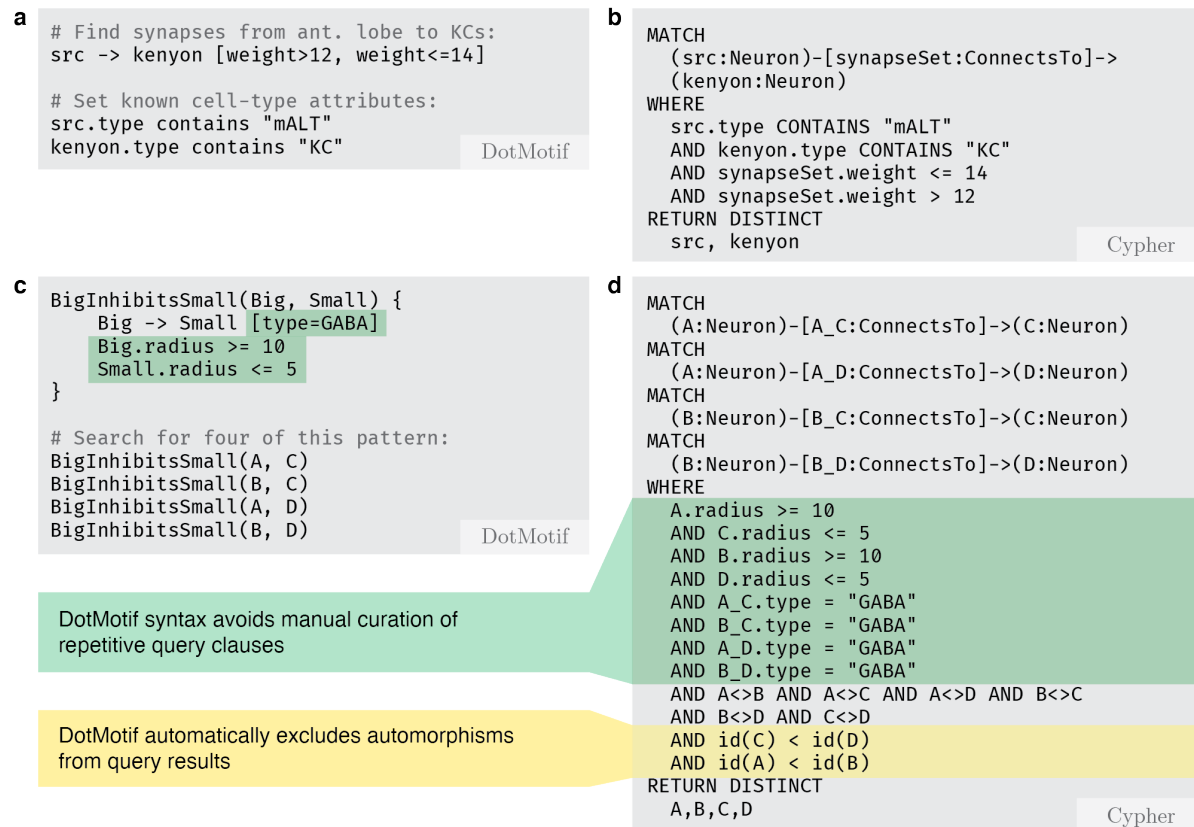 a
# Find synapses from ant. lobe to KCs:
src -> kenyon [weight>12, weight<=14]
# Set known cell-type attributes:
src.type contains "mALT"
kenyon.type contains "KC"
DotMotif
b
MATCH
(src:Neuron)-[synapseSet:ConnectsTo]->
(kenyon:Neuron)
WHERE
src.type CONTAINS "mALT"
AND kenyon.type CONTAINS "KC"
AND synapseSet.weight <= 14
AND synapseSet.weight > 12
RETURN DISTINCT
src, kenyon
Cypher
c
BigInhibitsSmall(Big, Small) {
Big -> Small [type=GABA]
Big.radius >= 10
Small.radius <= 5
}
# Search for four of this pattern:
BigInhibitsSmall(A, C)
BigInhibitsSmall(B, C)
BigInhibitsSmall(A, D)
BigInhibitsSmall(B, D)
DotMotif
DotMotif syntax avoids manual curation of
repetitive query clauses
DotMotif automatically excludes automorphisms
from query results
d
MATCH
(A:Neuron)-[A_C:ConnectsTo]->(C:Neuron)
MATCH
(A:Neuron)-[A_D:ConnectsTo]->(D:Neuron)
MATCH
(B:Neuron)-[B_C:ConnectsTo]->(C:Neuron)
MATCH
(B:Neuron)-[B_D:ConnectsTo]->(D:Neuron)
WHERE
A.radius >= 10
AND C.radius <= 5
AND B.radius >= 10
AND D.radius <= 5
AND A_C.type = "GABA"
AND B_C.type = "GABA"
AND A_D.type = "GABA"
AND B_D.type = "GABA"
AND A<>B AND A<>C AND A<>D AND B<>C
AND B<>D AND C<>D
AND id(C) < id(D)
AND id(A) < id(B)
RETURN DISTINCT
A,B,C,D
Cypher